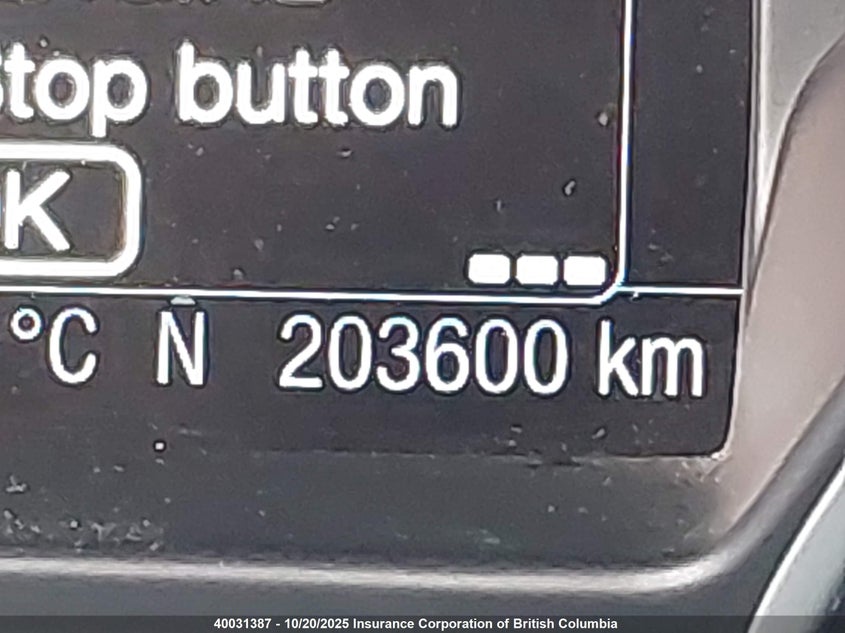 Stop button
K
°C N 203600 km
40031387 - 10/20/2025 Insurance Corporation of British Columbia